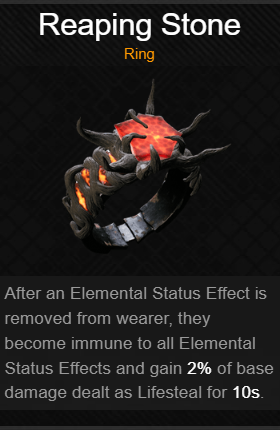 Reaping Stone
Ring
After an Elemental Status Effect is
removed from wearer, they
become immune to all Elemental
Status Effects and gain 2% of base
damage dealt as Lifesteal for 10s.